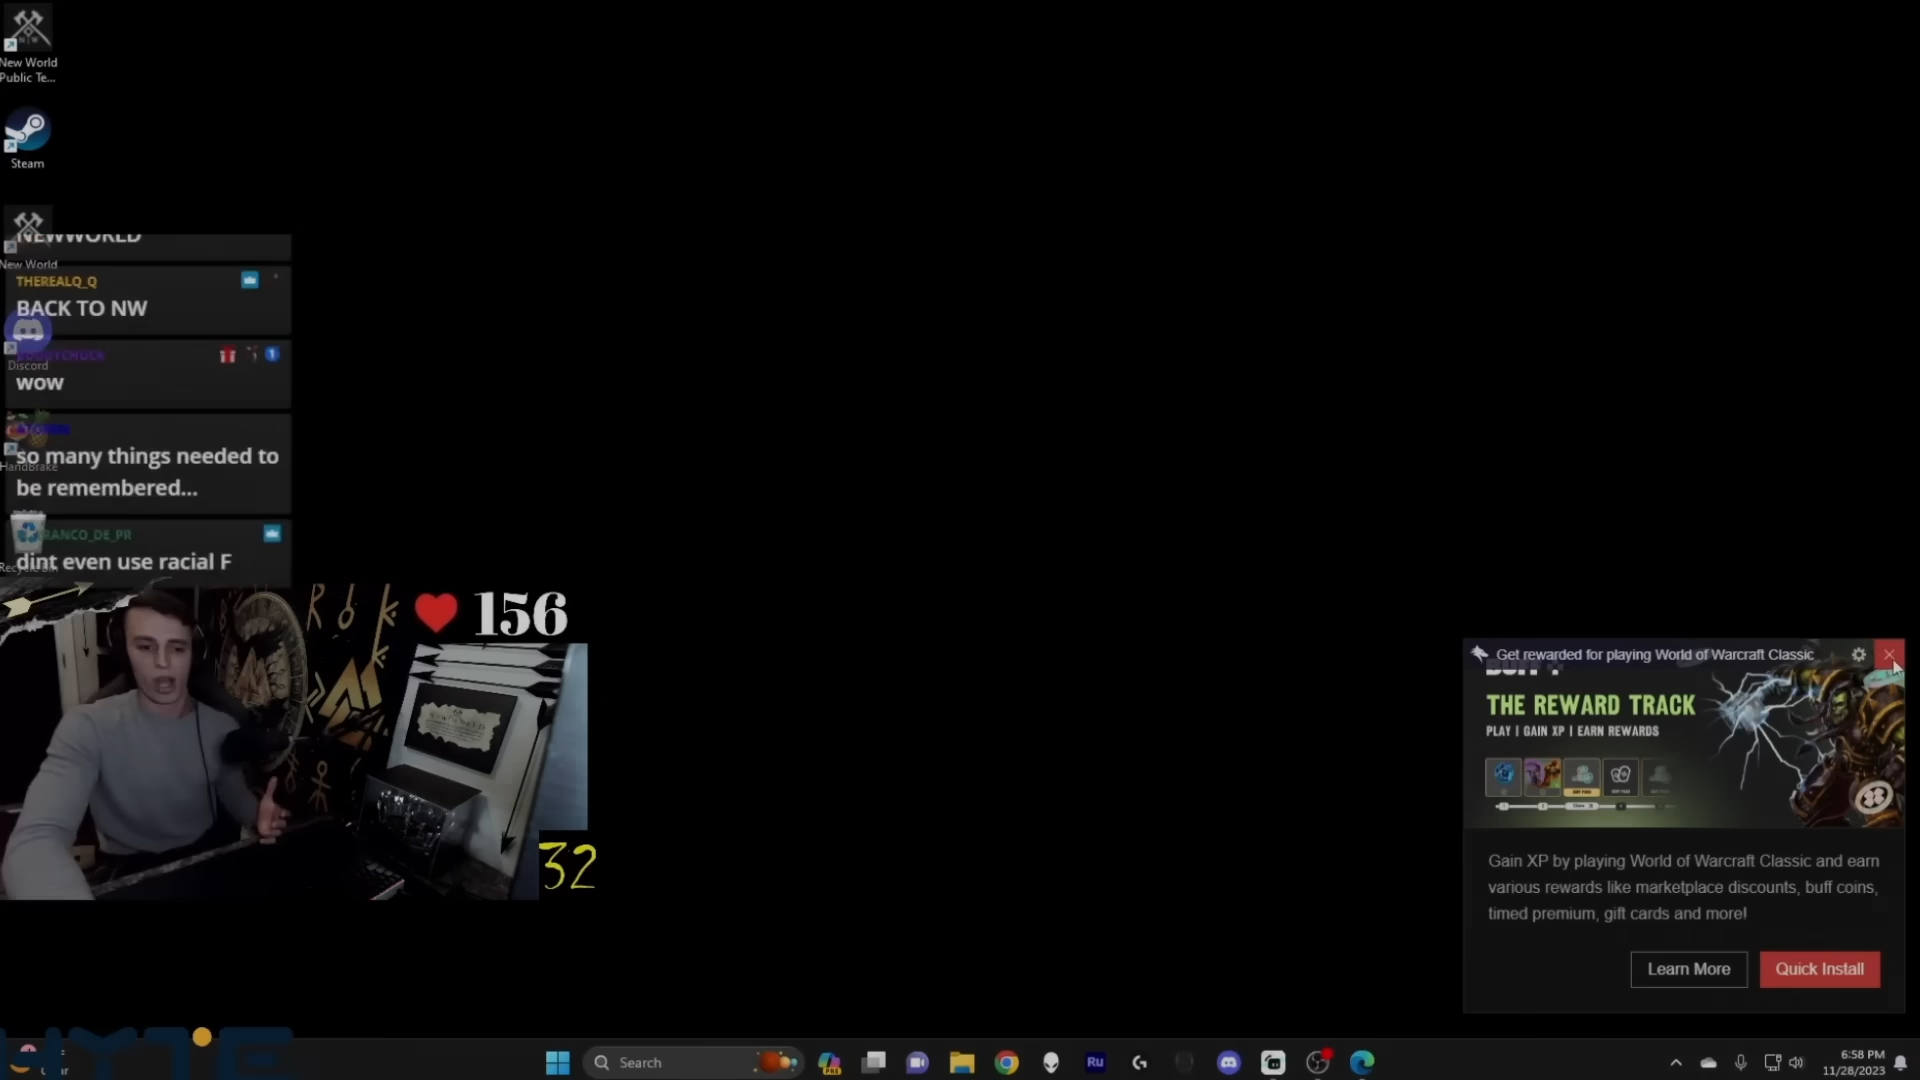 New World
Public Te...
Steam
New World
NEWWORLD
THEREALQ_Q
BACK TO NW
Discord
wow
so many things needed to
be remembered...
HandBrake
RANCO_DE_PR
dint even use racial F
156
32
Get rewarded for playing World of Warcraft Classic
THE REWARD TRACK
PLAY | GAIN XP | EARN REWARDS
Gain XP by playing World of Warcraft Classic and earn
various rewards like marketplace discounts, buff coins,
timed premium, gift cards and more!
Learn More
Quick Install
Search
PRE
Ru
6:58 PM
11/28/2023